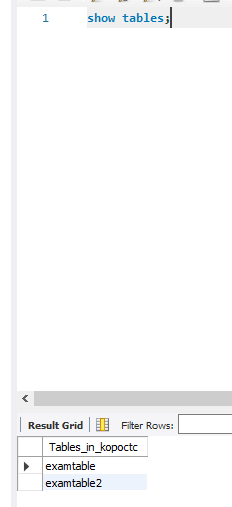 1 show tables;
Result Grid Filter Rows:
Tables_in_kopoctc
examtable
examtable2